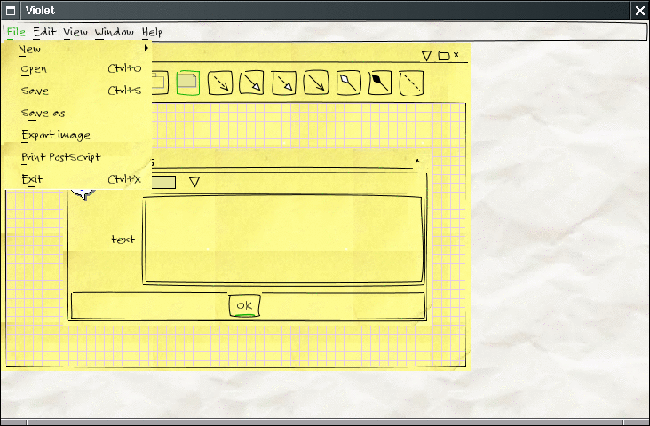 Violet
File Edit View Window Help
New
Open Ctrl+O
Save Ctrl+S
Save as
Export image
Print PostScript
Exit Ctrl+X
text
ok